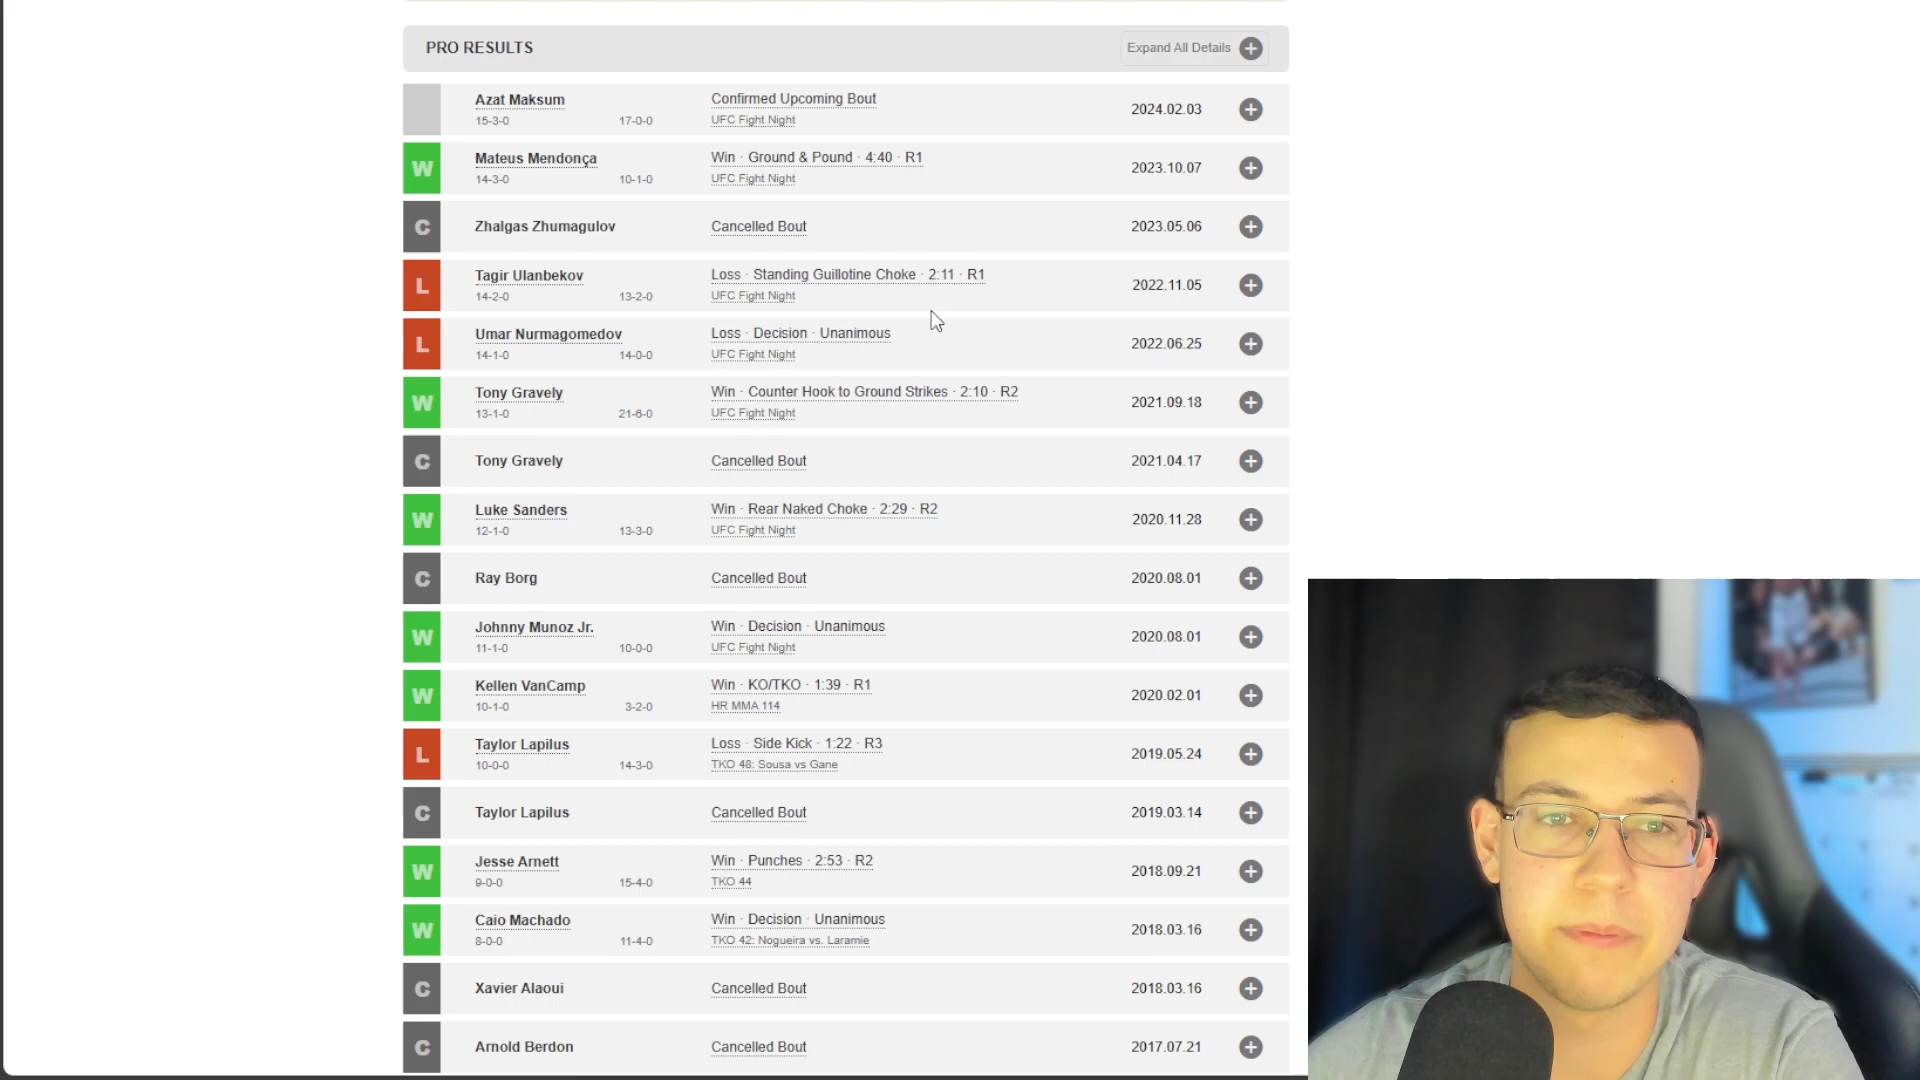 PRO RESULTS
Expand All Details
Azat Maksum
Confirmed Upcoming Bout
15-3-0
17-0-0
UFC Fight Night
2024.02.03
W
Mateus Mendonça
Win · Ground & Pound · 4:40 · R1
14-3-0
10-1-0
UFC Fight Night
2023.10.07
C
Zhalgas Zhumagulov
Cancelled Bout
2023.05.06
L
Tagir Ulanbekov
Loss · Standing Guillotine Choke · 2:11 · R1
14-2-0
13-2-0
UFC Fight Night
2022.11.05
L
Umar Nurmagomedov
Loss · Decision · Unanimous
14-1-0
14-0-0
UFC Fight Night
2022.06.25
W
Tony Gravely
Win · Counter Hook to Ground Strikes · 2:10 · R2
13-1-0
21-6-0
UFC Fight Night
2021.09.18
C
Tony Gravely
Cancelled Bout
2021.04.17
W
Luke Sanders
Win · Rear Naked Choke · 2:29 · R2
12-1-0
13-3-0
UFC Fight Night
2020.11.28
C
Ray Borg
Cancelled Bout
2020.08.01
W
Johnny Munoz Jr.
Win · Decision · Unanimous
11-1-0
10-0-0
UFC Fight Night
2020.08.01
W
Kellen VanCamp
Win · KO/TKO · 1:39 · R1
10-1-0
3-2-0
HR MMA 114
2020.02.01
L
Taylor Lapilus
Loss · Side Kick · 1:22 · R3
10-0-0
14-3-0
TKO 48: Sousa vs Gane
2019.05.24
C
Taylor Lapilus
Cancelled Bout
2019.03.14
W
Jesse Arnett
Win · Punches · 2:53 · R2
9-0-0
15-4-0
TKO 44
2018.09.21
W
Caio Machado
Win · Decision · Unanimous
8-0-0
11-4-0
TKO 42: Nogueira vs. Laramie
2018.03.16
C
Xavier Alaoui
Cancelled Bout
2018.03.16
C
Arnold Berdon
Cancelled Bout
2017.07.21